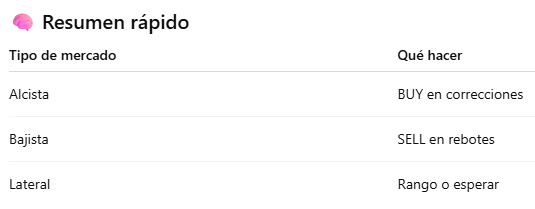 🧠 Resumen rápido
Tipo de mercado Qué hacer
Alcista BUY en correcciones
Bajista SELL en rebotes
Lateral Rango o esperar